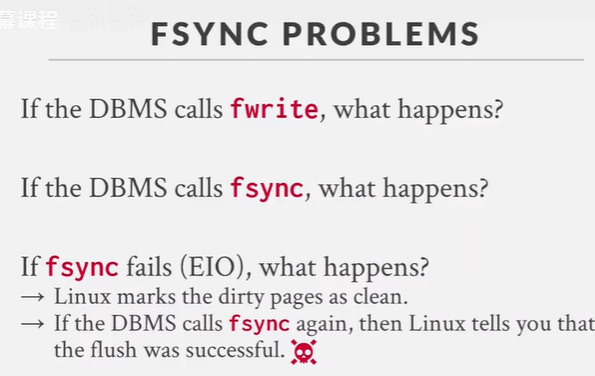 幕课程
FSYNC PROBLEMS
If the DBMS calls fwrite, what happens?
If the DBMS calls fsync, what happens?
If fsync fails (EIO), what happens?
→ Linux marks the dirty pages as clean.
→ If the DBMS calls fsync again, then Linux tells you that
the flush was successful.